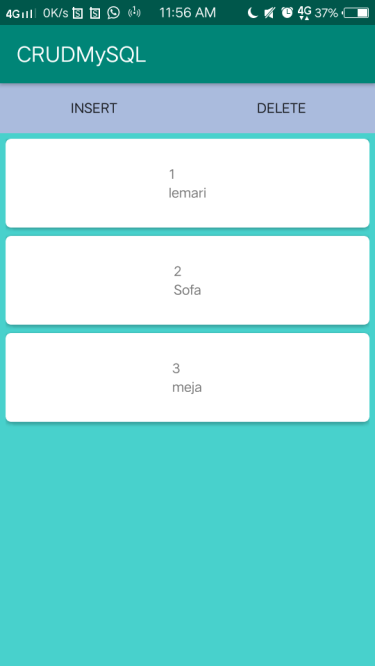 4G 0K/s 11:56 AM 4G 37%
CRUDMySQL
INSERT DELETE
1
lemari
2
Sofa
3
meja